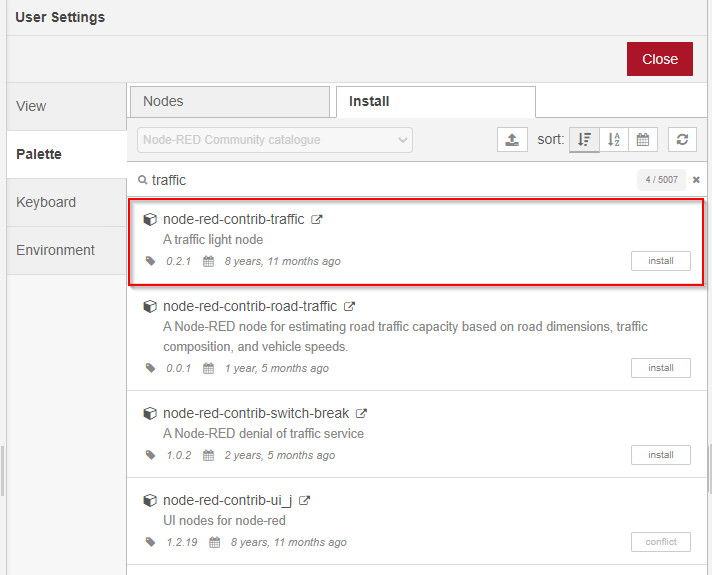 User Settings
Close
View
Palette
Keyboard
Environment
Nodes
Install
Node-RED Community catalogue
sort:
traffic
4 / 5007
node-red-contrib-traffic
A traffic light node
0.2.1 8 years, 11 months ago
install
node-red-contrib-road-traffic
A Node-RED node for estimating road traffic capacity based on road dimensions, traffic
composition, and vehicle speeds.
0.0.1 1 year, 5 months ago
install
node-red-contrib-switch-break
A Node-RED denial of traffic service
1.0.2 2 years, 5 months ago
install
node-red-contrib-ui_j
UI nodes for node-red
1.2.19 8 years, 11 months ago
conflict